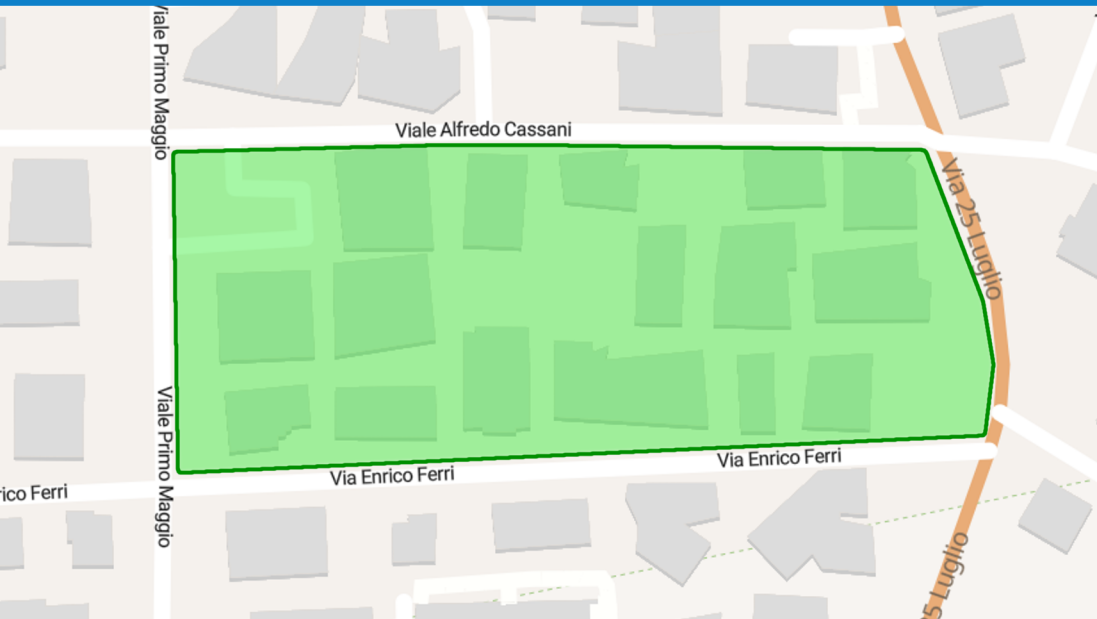 Viale Primo Maggio
Viale Alfredo Cassani
Via 25 Luglio
Viale Primo Maggio
Via Enrico Ferri
Via Enrico Ferri
rico Ferri
25 Luglio